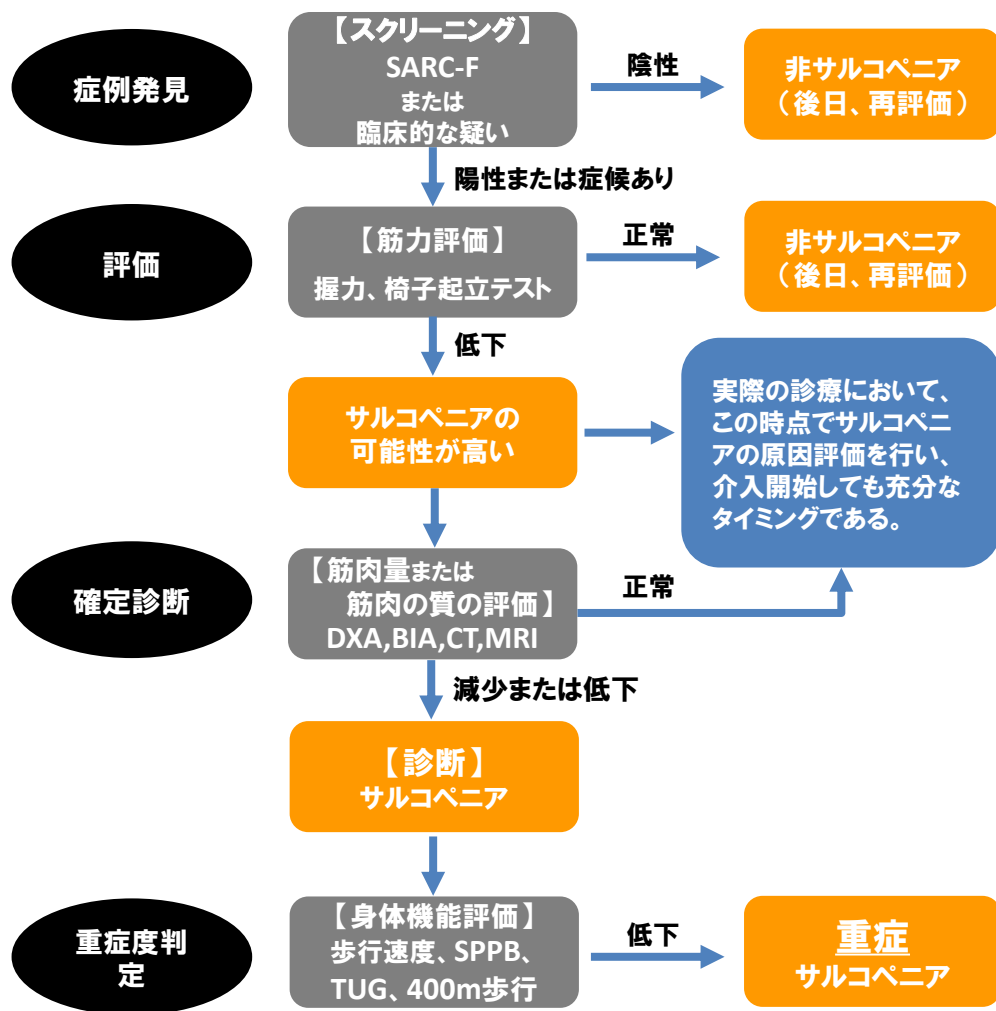 症例発見
【スクリーニング】
SARC-F
または
臨床的な疑い
陰性
非サルコペニア
（後日、再評価）
陽性または症候あり
評価
【筋力評価】
握力、椅子起立テスト
正常
非サルコペニア
（後日、再評価）
低下
サルコペニアの
可能性が高い
実際の診療において、
この時点でサルコペニ
アの原因評価を行い、
介入開始しても充分な
タイミングである。
確定診断
【筋肉量または
筋肉の質の評価】
DXA,BIA,CT,MRI
正常
減少または低下
【診断】
サルコペニア
重症度判
定
【身体機能評価】
歩行速度、SPPB、
TUG、400m歩行
低下
重症
サルコペニア